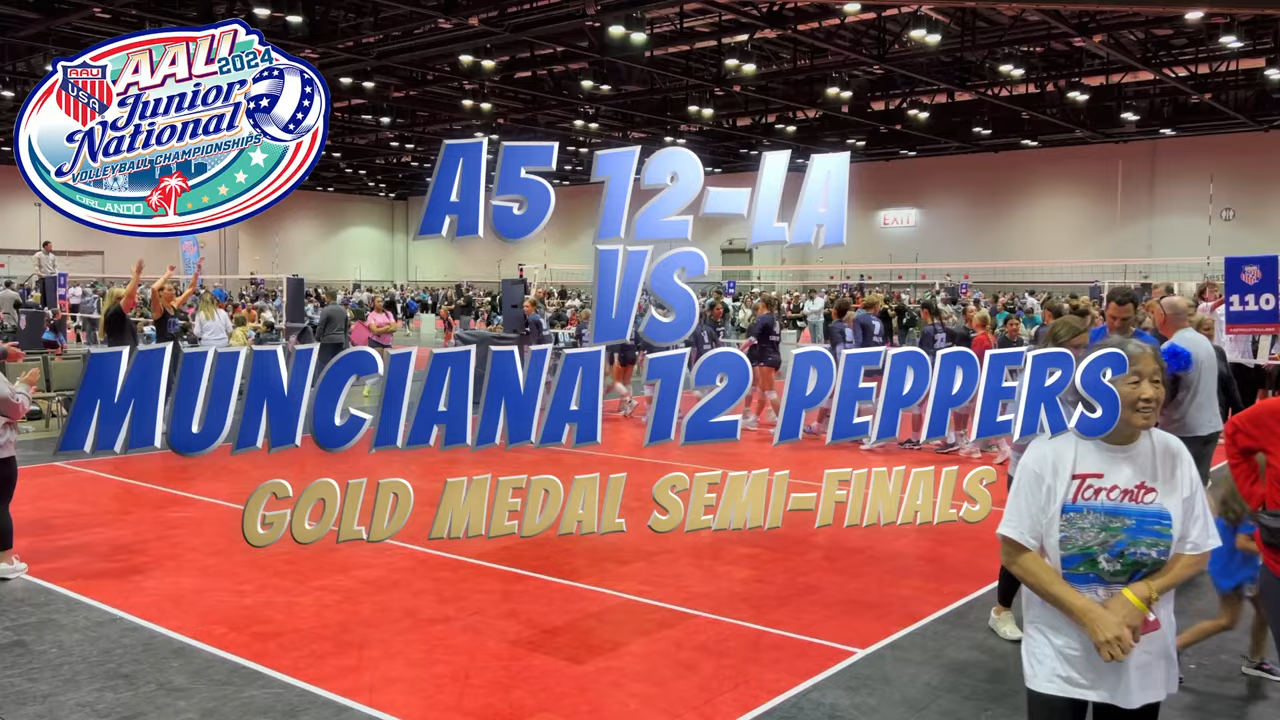 AAU
USA
AAU 2024
Junior
National
VOLLEYBALL CHAMPIONSHIPS
ORLANDO
A5 12-LA
VS
MUNCIANA 12 PEPPERS
GOLD MEDAL SEMI-FINALS
EXIT
110
Toronto